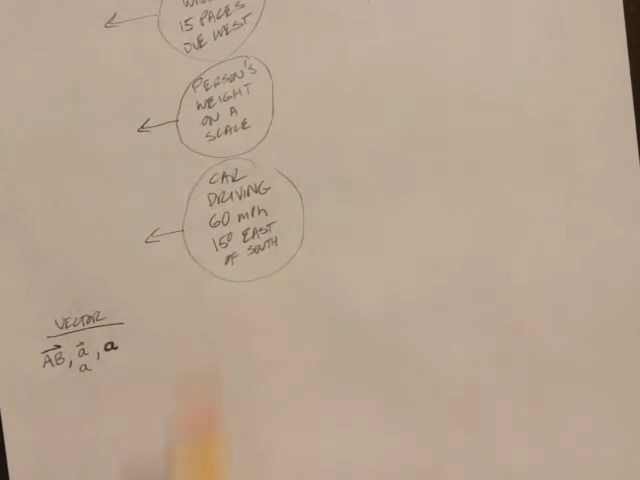 15 PACES
DUE WEST
PERSON'S
WEIGHT
ON A
SCALE
CAR
DRIVING
60 mph
15° EAST
OF SOUTH
VECTOR
AB, a, a
a